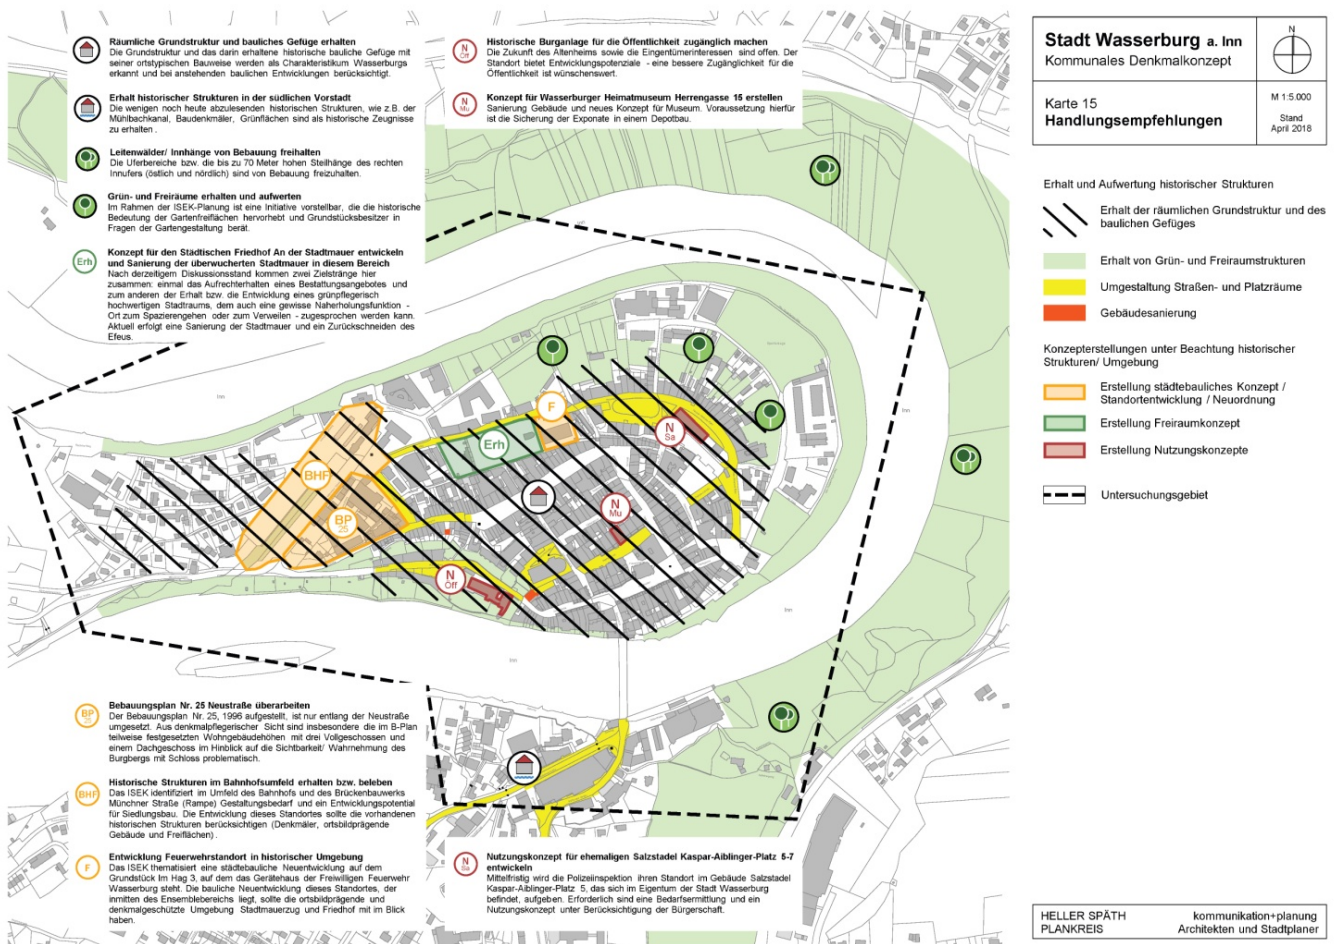 Räumliche Grundstruktur und bauliches Gefüge erhalten
Die Grundstruktur und das darin erhaltene historische bauliche Gefüge mit
seiner ortstypischen Bauweise werden als Charakteristikum Wasserburgs
erkannt und bei anstehenden baulichen Entwicklungen berücksichtigt.
Erhalt historischer Strukturen in der südlichen Vorstadt
Die wenigen noch heute abzulesenden historischen Strukturen, wie z.B. der
Mühlbachkanal, Baudenkmäler, Grünflächen sind als historische Zeugnisse
zu erhalten .
Leitenwälder/ Innhänge von Bebauung freihalten
Die Uferbereiche bzw. die bis zu 70 Meter hohen Steilhänge des rechten
Innufers (östlich und nördlich) sind von Bebauung freizuhalten.
Grün- und Freiräume erhalten und aufwerten
Im Rahmen der ISEK-Planung ist eine Initiative vorstellbar, die die historische
Bedeutung der Gartenfreiflächen hervorhebt und Grundstücksbesitzer in
Fragen der Gartengestaltung berät.
Erh
Konzept für den Städtischen Friedhof An der Stadtmauer entwickeln
und Sanierung der überwucherten Stadtmauer in diesem Bereich
Nach derzeitigem Diskussionsstand kommen zwei Zielstränge hier
zusammen: einmal das Aufrechterhalten eines Bestattungsangebotes und
zum anderen der Erhalt bzw. die Entwicklung eines grünpflegerisch
hochwertigen Stadtraums, dem auch eine gewisse Naherholungsfunktion -
Ort zum Spazierengehen oder zum Verweilen - zugesprochen werden kann.
Aktuell erfolgt eine Sanierung der Stadtmauer und ein Zurückschneiden des
Efeus.
N
Öff
Historische Burganlage für die Öffentlichkeit zugänglich machen
Die Zukunft des Altenheims sowie die Eingentümerinteressen sind offen. Der
Standort bietet Entwicklungspotenziale - eine bessere Zugänglichkeit für die
Öffentlichkeit ist wünschenswert.
N
Mu
Konzept für Wasserburger Heimatmuseum Herrengasse 15 erstellen
Sanierung Gebäude und neues Konzept für Museum. Voraussetzung hierfür
ist die Sicherung der Exponate in einem Depotbau.
Inn
Inn
Inn
Inn
F
Erh
N
Sa
BHF
BP
25
N
Mu
N
Öff
BP
25
Bebauungsplan Nr. 25 Neustraße überarbeiten
Der Bebauungsplan Nr. 25, 1996 aufgestellt, ist nur entlang der Neustraße
umgesetzt. Aus denkmalpflegerischer Sicht sind insbesondere die im B-Plan
teilweise festgesetzten Wohngebäudehöhen mit drei Vollgeschossen und
einem Dachgeschoss im Hinblick auf die Sichtbarkeit/ Wahrnehmung des
Burgbergs mit Schloss problematisch.
BHF
Historische Strukturen im Bahnhofsumfeld erhalten bzw. beleben
Das ISEK identifiziert im Umfeld des Bahnhofs und des Brückenbauwerks
Münchner Straße (Rampe) Gestaltungsbedarf und ein Entwicklungspotential
für Siedlungsbau. Die Entwicklung dieses Standortes sollte die vorhandenen
historischen Strukturen berücksichtigen (Denkmäler, ortsbildprägende
Gebäude und Freiflächen).
F
Entwicklung Feuerwehrstandort in historischer Umgebung
Das ISEK thematisiert eine städtebauliche Neuentwicklung auf dem
Grundstück Im Hag 3, auf dem das Gerätehaus der Freiwilligen Feuerwehr
Wasserburg steht. Die bauliche Neuentwicklung dieses Standortes, der
inmitten des Ensemblebereichs liegt, sollte die ortsbildprägende und
denkmalgeschützte Umgebung Stadtmauerzug und Friedhof mit im Blick
haben.
N
Sa
Nutzungskonzept für ehemaligen Salzstadel Kaspar-Aiblinger-Platz 5-7
entwickeln
Mittelfristig wird die Polizeiinspektion ihren Standort im Gebäude Salzstadel
Kaspar-Aiblinger-Platz 5, das sich im Eigentum der Stadt Wasserburg
befindet, aufgeben. Erforderlich sind eine Bedarfsermittlung und ein
Nutzungskonzept unter Berücksichtigung der Bürgerschaft.
Stadt Wasserburg a. Inn
Kommunales Denkmalkonzept
N
Karte 15
Handlungsempfehlungen
M 1:5.000
Stand
April 2018
Erhalt und Aufwertung historischer Strukturen
Erhalt der räumlichen Grundstruktur und des
baulichen Gefüges
Erhalt von Grün- und Freiraumstrukturen
Umgestaltung Straßen- und Platzräume
Gebäudesanierung
Konzepterstellungen unter Beachtung historischer
Strukturen/ Umgebung
Erstellung städtebauliches Konzept /
Standortentwicklung / Neuordnung
Erstellung Freiraumkonzept
Erstellung Nutzungskonzepte
Untersuchungsgebiet
HELLER SPÄTH
PLANKREIS
kommunikation+planung
Architekten und Stadtplaner